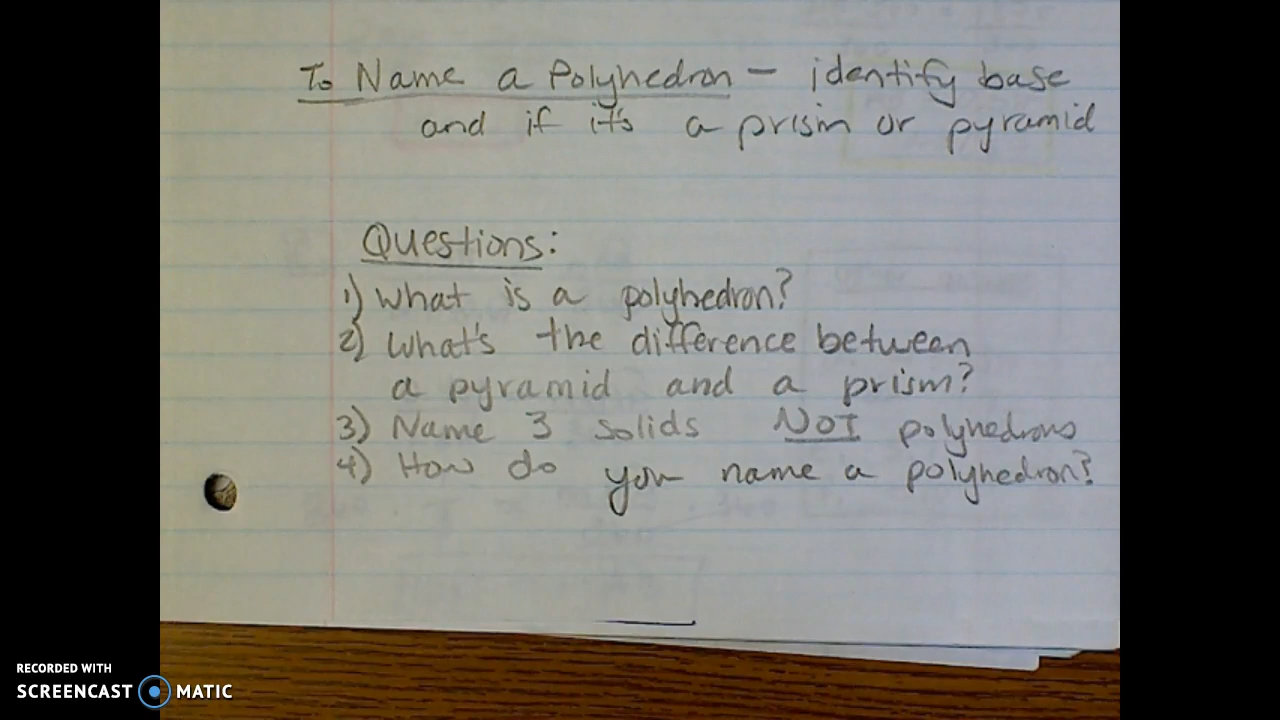 To Name a Polyhedron - identify base
and if it's a prism or pyramid
Questions:
1) What is a polyhedron?
2) What's the difference between
a pyramid and a prism?
3) Name 3 solids NOT polyhedrons
4) How do you name a polyhedron?
RECORDED WITH
SCREENCAST MATIC